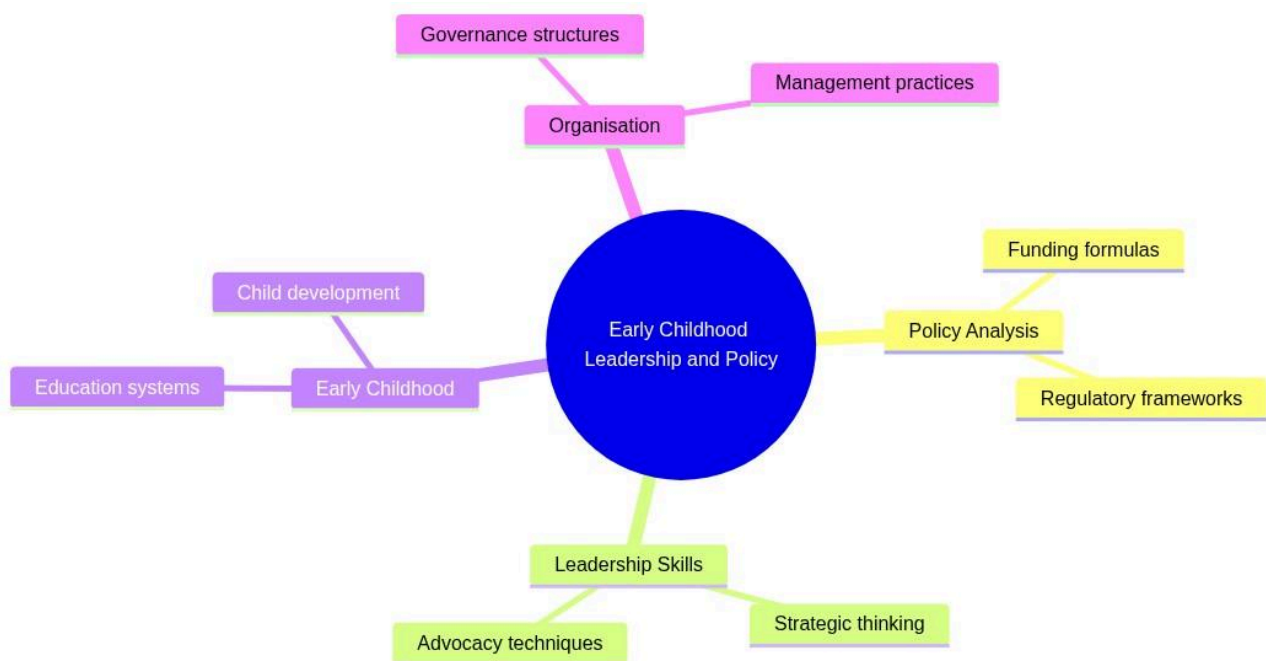 Governance structures
Management practices
Organisation
Funding formulas
Child development
Early Childhood
Leadership and Policy
Policy Analysis
Education systems
Early Childhood
Regulatory frameworks
Leadership Skills
Strategic thinking
Advocacy techniques